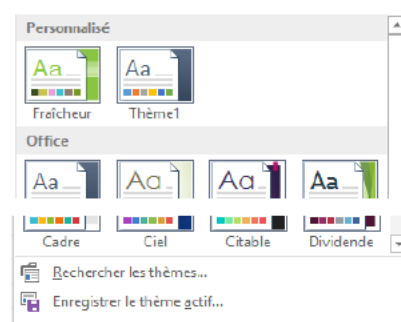 Personnalisé
Aa Aa
Fraîcheur Thème1
Office
Aa Aa Aa Aa
Cadre Ciel Citable Dividende
Rechercher les thèmes...
Enregistrer le thème actif...